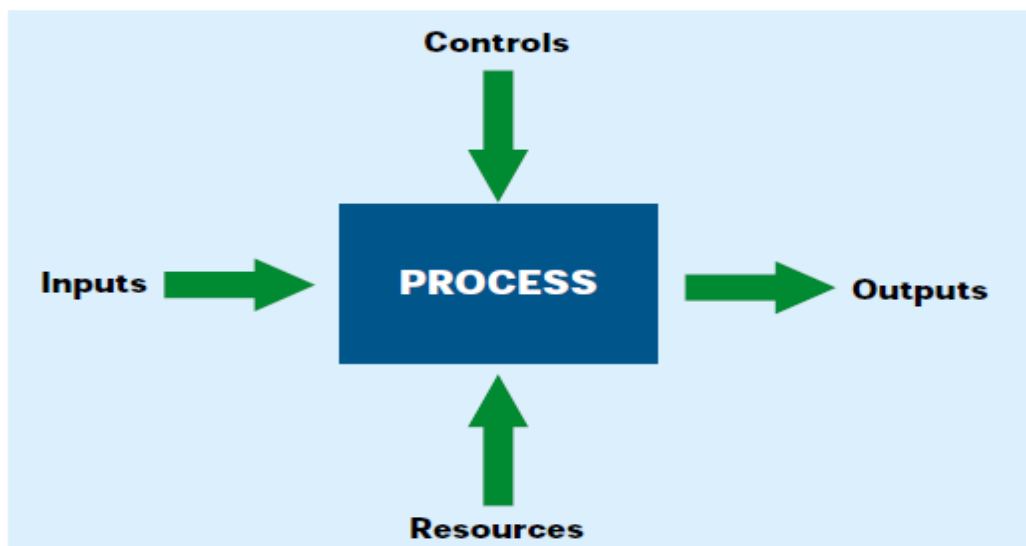 Controls
Inputs
PROCESS
Outputs
Resources